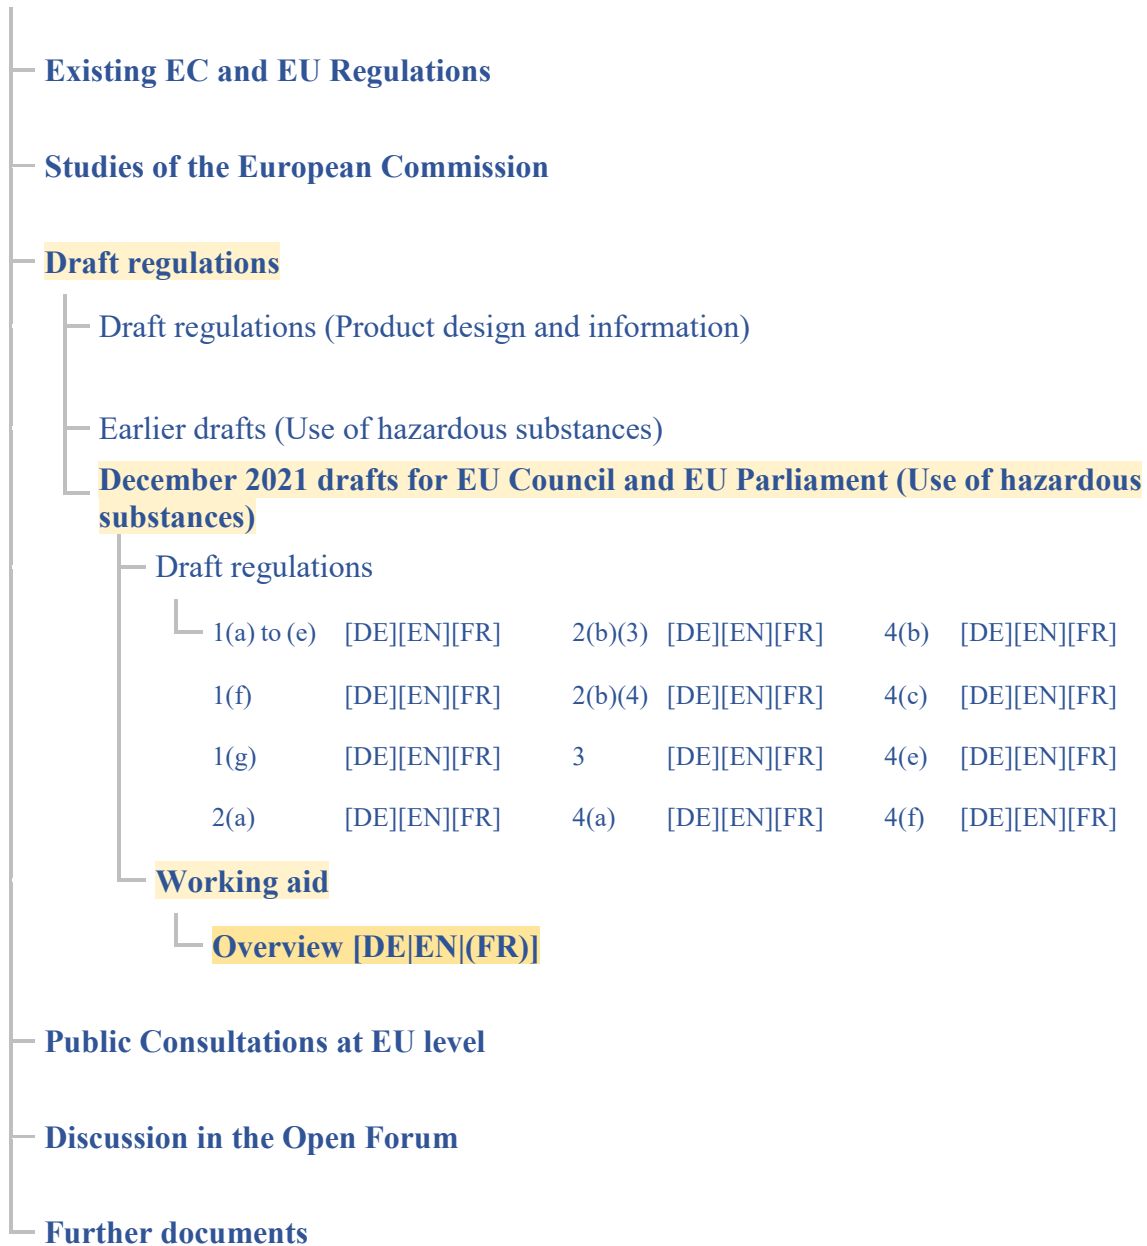 Existing EC and EU Regulations
Studies of the European Commission
Draft regulations
Draft regulations (Product design and information)
Earlier drafts (Use of hazardous substances)
December 2021 drafts for EU Council and EU Parliament (Use of hazardous
substances)
Draft regulations
1(a) to (e) [DE][EN][FR] 2(b)(3) [DE][EN][FR] 4(b) [DE][EN][FR]
1(f) [DE][EN][FR] 2(b)(4) [DE][EN][FR] 4(c) [DE][EN][FR]
1(g) [DE][EN][FR] 3 [DE][EN][FR] 4(e) [DE][EN][FR]
2(a) [DE][EN][FR] 4(a) [DE][EN][FR] 4(f) [DE][EN][FR]
Working aid
Overview [DE|EN|(FR)]
Public Consultations at EU level
Discussion in the Open Forum
Further documents